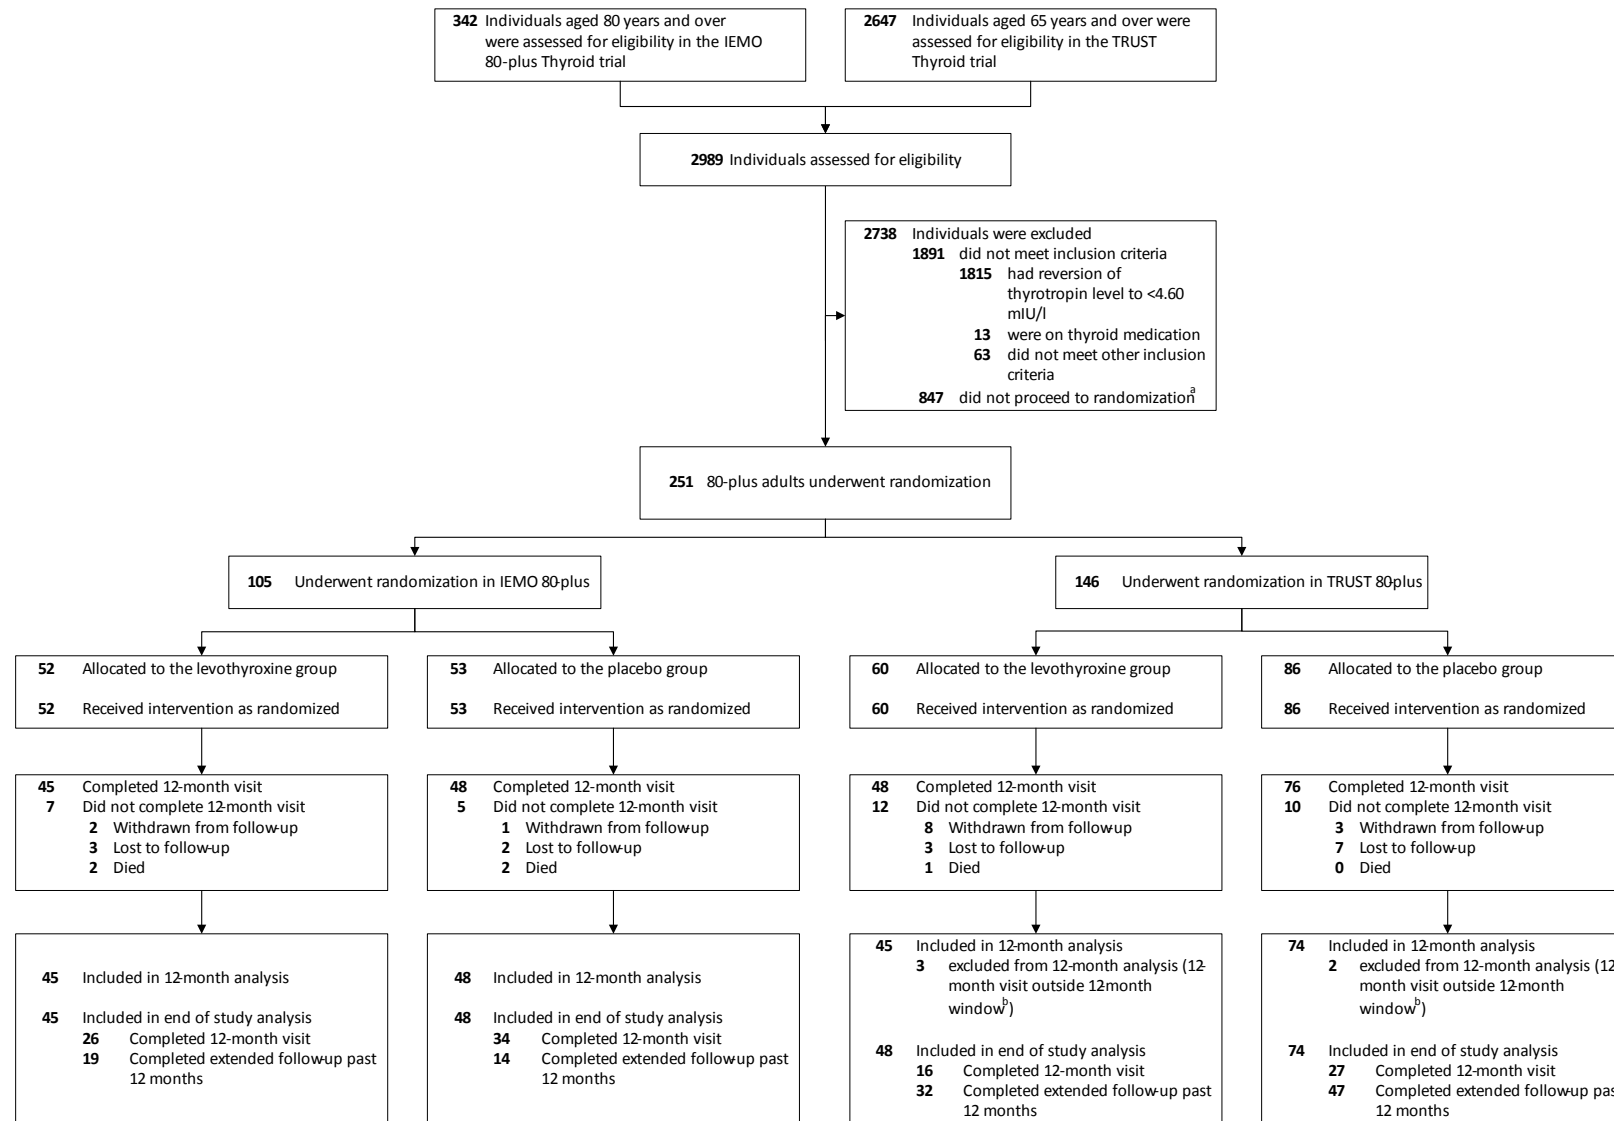 342 Individuals aged 80 years and over
were assessed for eligibility in the IEMO
80-plus Thyroid trial
2647 Individuals aged 65 years and over were
assessed for eligibility in the TRUST
Thyroid trial
2989 Individuals assessed for eligibility
2738 Individuals were excluded
1891 did not meet inclusion criteria
1815 had reversion of
thyrotropin level to <4.60
mIU/l
13 were on thyroid medication
63 did not meet other inclusion
criteria
847 did not proceed to randomization a
251 80-plus adults underwent randomization
105 Underwent randomization in IEMO 80-plus
146 Underwent randomization in TRUST 80-plus
52 Allocated to the levothyroxine group
52 Received intervention as randomized
53 Allocated to the placebo group
53 Received intervention as randomized
60 Allocated to the levothyroxine group
60 Received intervention as randomized
86 Allocated to the placebo group
86 Received intervention as randomized
45 Completed 12-month visit
7 Did not complete 12-month visit
2 Withdrawn from follow-up
3 Lost to follow-up
2 Died
48 Completed 12-month visit
5 Did not complete 12-month visit
1 Withdrawn from follow-up
2 Lost to follow-up
2 Died
48 Completed 12-month visit
12 Did not complete 12-month visit
8 Withdrawn from follow-up
3 Lost to follow-up
1 Died
76 Completed 12-month visit
10 Did not complete 12-month visit
3 Withdrawn from follow-up
7 Lost to follow-up
0 Died
45 Included in 12-month analysis
45 Included in end of study analysis
26 Completed 12-month visit
19 Completed extended follow-up past
12 months
48 Included in 12-month analysis
48 Included in end of study analysis
34 Completed 12-month visit
14 Completed extended follow-up past
12 months
45 Included in 12-month analysis
3 excluded from 12-month analysis (12-
month visit outside 12-month
window b)
48 Included in end of study analysis
16 Completed 12-month visit
32 Completed extended follow-up past
12 months
74 Included in 12-month analysis
2 excluded from 12-month analysis (12
month visit outside 12-month
window b)
74 Included in end of study analysis
27 Completed 12-month visit
47 Completed extended follow-up pas
12 months